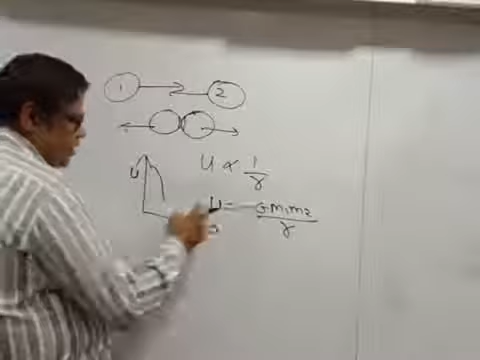 1 2
U ∝ 1/r
U
U = - Gm1m2/r